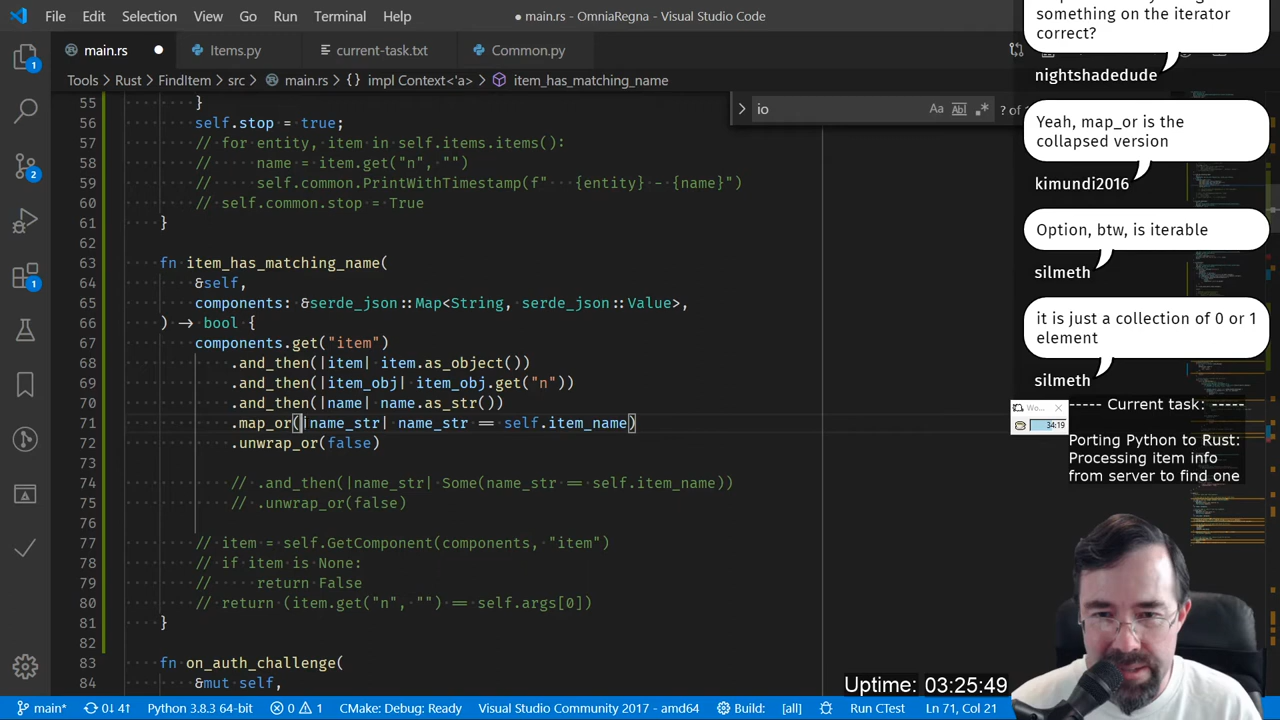 File Edit Selection View Go Run Terminal Help
● main.rs - OmniaRegna - Visual Studio Code
main.rs ● Items.py current-task.txt Common.py
Tools > Rust > FindItem > src > main.rs > {} impl Context<'a> > item_has_matching_name
io
Aa Abl .* ? of
55 }
56 self.stop = true;
57 // for entity, item in self.items.items():
58 // name = item.get("n", "")
59 // self.common.PrintWithTimestamp(f" {entity} - {name}")
60 // self.common.stop = True
61 }
62
63 fn item_has_matching_name(
64 &self,
65 components: &serde_json::Map<String, serde_json::Value>,
66 ) -> bool {
67 components.get("item")
68 .and_then(|item| item.as_object())
69 .and_then(|item_obj| item_obj.get("n"))
70 .and_then(|name| name.as_str())
71 .map_or(|name_str| name_str == self.item_name)
72 .unwrap_or(false)
73
74 // .and_then(|name_str| Some(name_str == self.item_name))
75 // .unwrap_or(false)
76
77 // item = self.GetComponent(components, "item")
78 // if item is None:
79 // return False
80 // return (item.get("n", "") == self.args[0])
81 }
82
83 fn on_auth_challenge(
84 &mut self,
something on the iterator
correct?
nightshadedude
Yeah, map_or is the
collapsed version
kimundi2016
Option, btw, is iterable
silmeth
it is just a collection of 0 or 1
element
silmeth
Wo...
34:19
----- Current task: -----
Porting Python to Rust:
Processing item info
from server to find one
Uptime: 03:25:49
1
2
1
main* 0↓ 4↑ Python 3.8.3 64-bit 0 1 CMake: Debug: Ready Visual Studio Community 2017 - amd64 Build: [all] Run CTest Ln 71, Col 21